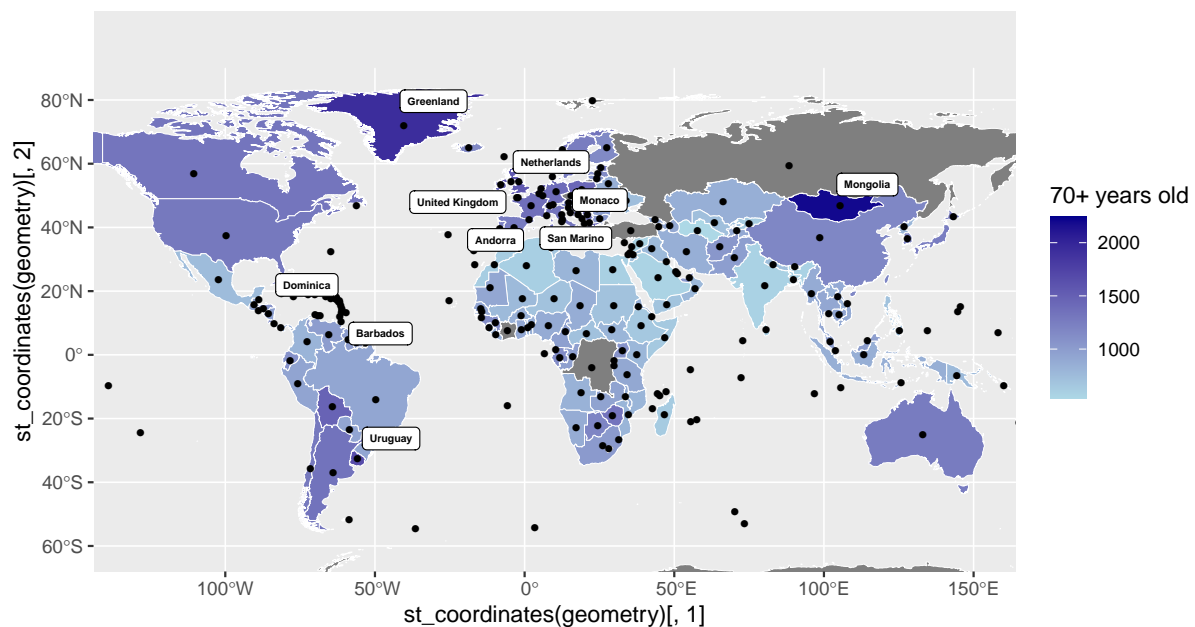 80°N
60°N
40°N
20°N
0°
20°S
40°S
60°S
st_coordinates(geometry)[, 2]
Greenland
Netherlands
Mongolia
United Kingdom
Monaco
Andorra
San Marino
Dominica
Barbados
Uruguay
70+ years old
2000
1500
1000
100°W
50°W
0°
50°E
100°E
150°E
st_coordinates(geometry)[, 1]